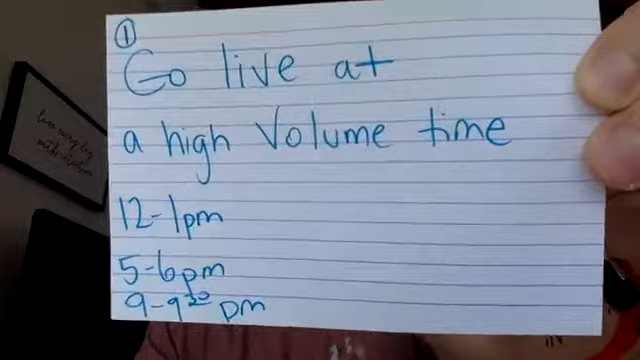 ①
Go live at
a high Volume time
12-1pm
5-6pm
9-9³⁰ pm